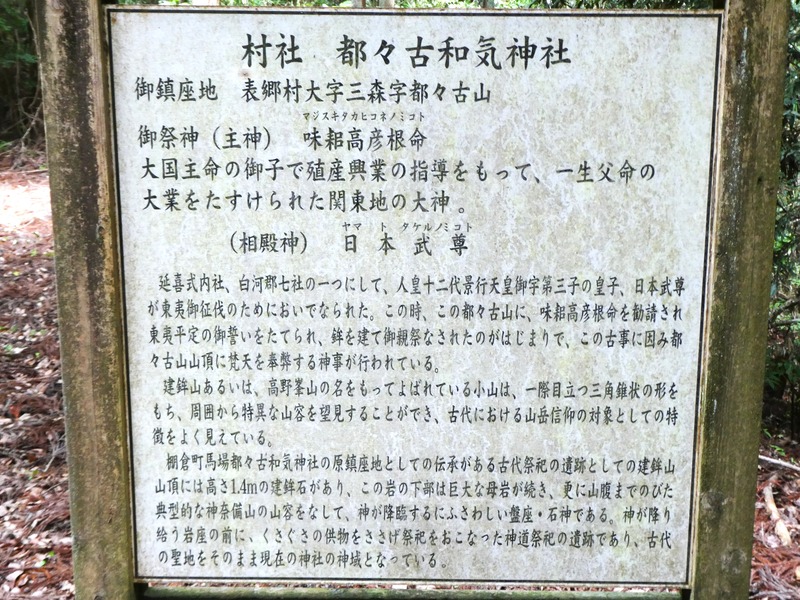 村社　都々古和気神社
御鎮座地　表郷村大字三森字都々古山
マジスキタカヒコネノミコト
御祭神（主神）　味耜高彦根命
大国主命の御子で殖産興業の指導をもって、一生父命の
大業をたすけられた関東地の大神。
ヤマト　タケルノミコト
（相殿神）　日本武尊
延喜式内社、白河郡七社の一つにして、人皇十二代景行天皇御宇第三子の皇子、日本武尊
が東夷御征伐のためにおいでなられた。この時、この都々古山に、味耜高彦根命を勧請され
東夷平定の御誓いをたてられ、鉾を建て御親祭なされたのがはじまりで、この古事に因み都
々古山山頂に梵天を奉弊する神事が行われている。
建鉾山あるいは、高野峯山の名をもってよばれている小山は、一際目立つ三角錐状の形を
もち、周囲から特異な山容を望見することができ、古代における山岳信仰の対象としての特
徴をよく見えている。
棚倉町馬場都々古和気神社の原鎮座地としての伝承がある古代祭祀の遺跡としての建鉾山
山頂には高さ1.4mの建鉾石があり、この岩の下部は巨大な母岩が続き、更に山腹までのびた
典型的な神奈備山の山容をなして、神が降臨するにふさわしい盤座・石神である。神が降り
給う岩座の前に、くさぐさの供物をささげ祭祀をおこなった神道祭祀の遺跡であり、古代
の聖地をそのまま現在の神社の神域となっている。